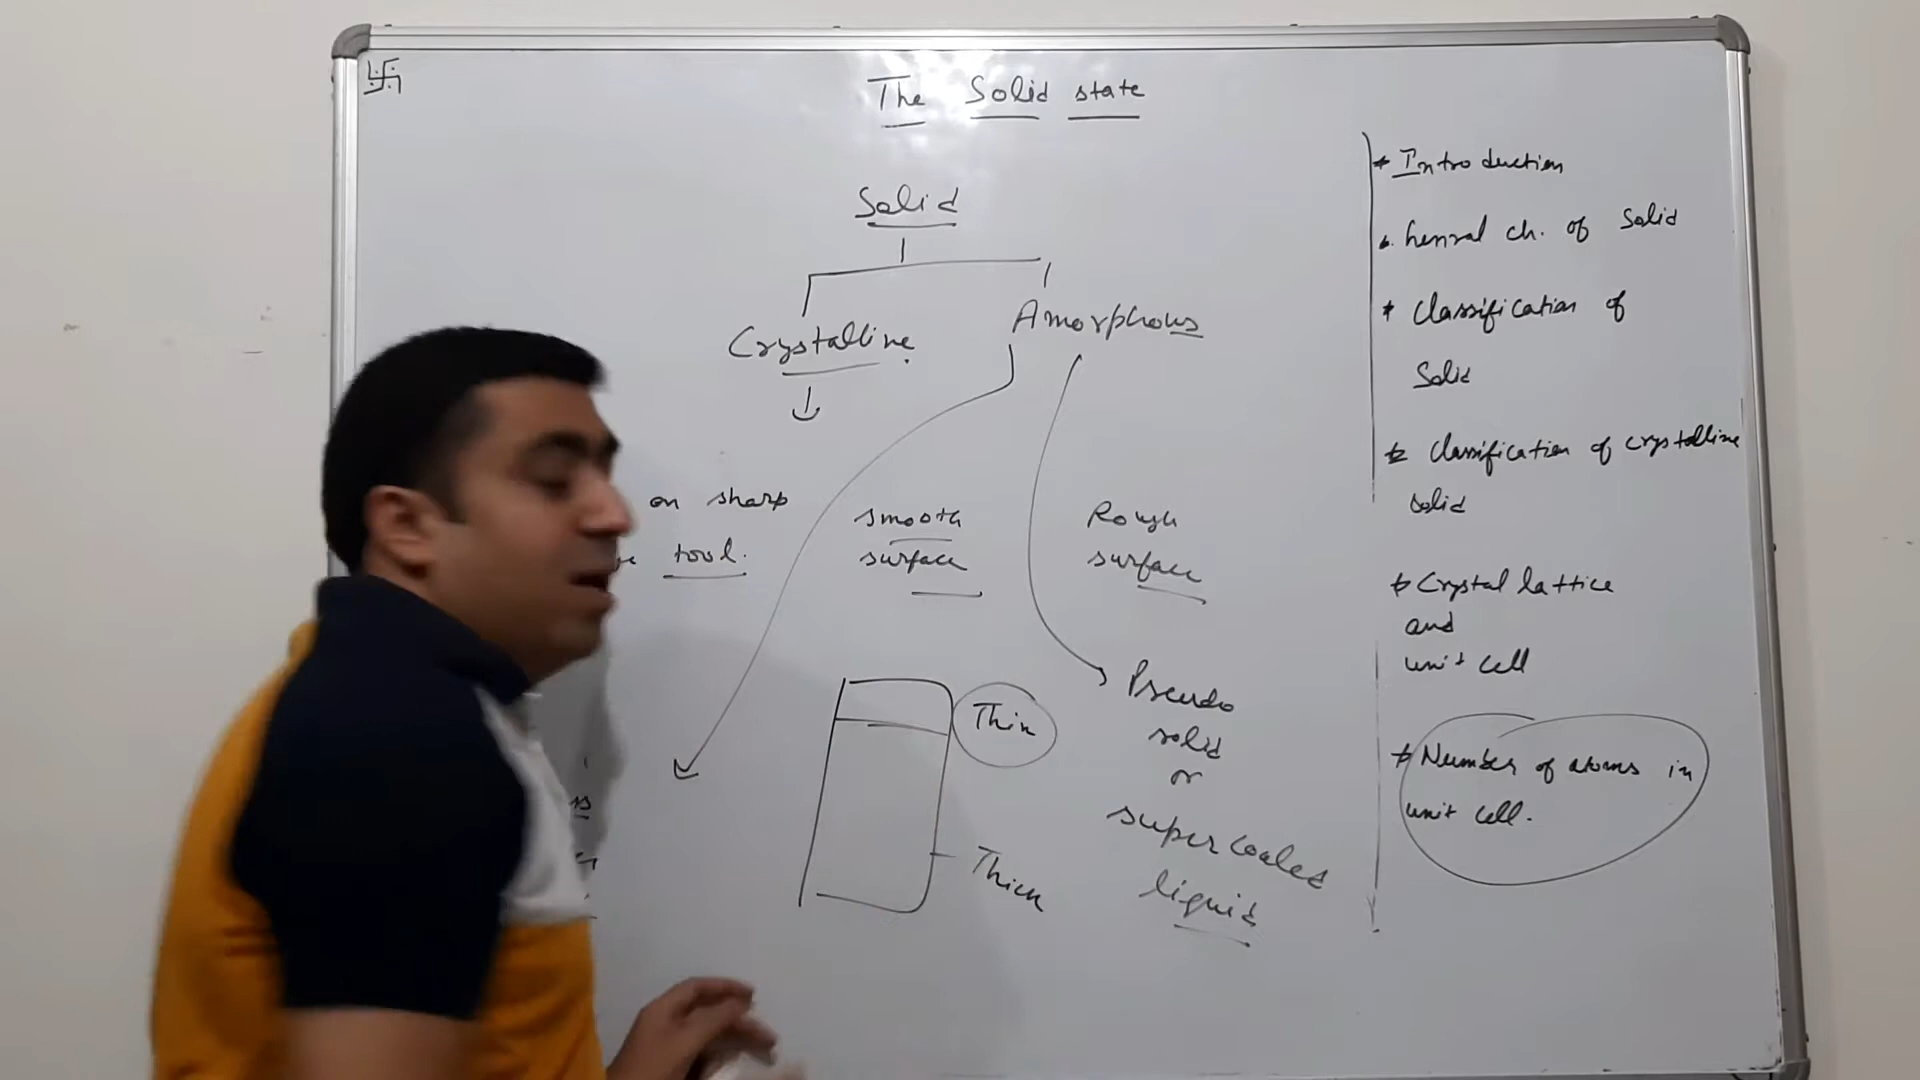 The Solid state
Solid
Crystalline
Amorphous
on sharp
tool.
smooth
surface
Rough
surface
Thin
Thick
Pseudo
solid
or
super cooled
liquid
* Introduction
ch. of Solid
* Classification of
Solid
* Classification of crystalline
solid
* Crystal lattice
and
unit cell
* Number of atoms in
unit cell.